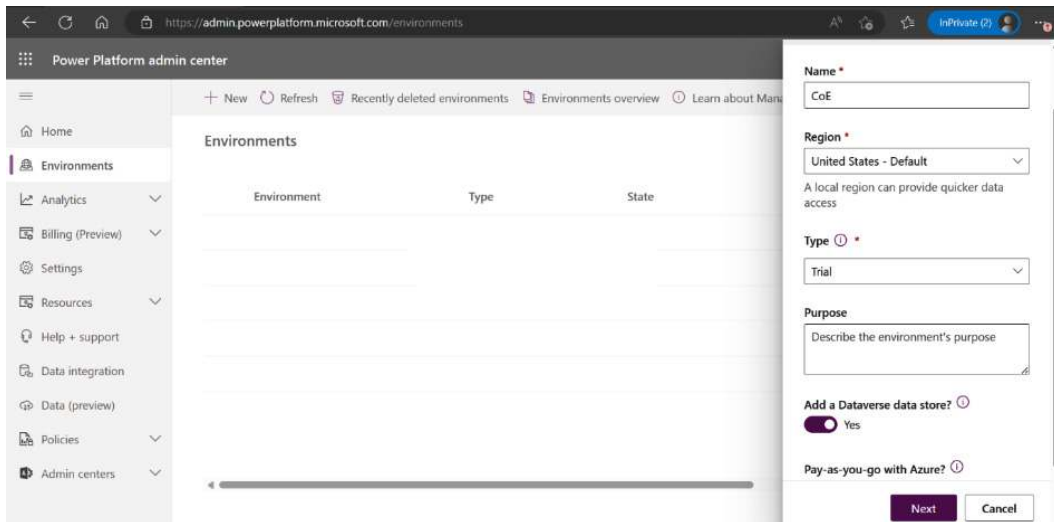 https://admin.powerplatform.microsoft.com/environments
InPrivate (2)
Power Platform admin center
New
Refresh
Recently deleted environments
Environments overview
Learn about Mana
Home
Environments
Analytics
Billing (Preview)
Settings
Resources
Help + support
Data integration
Data (preview)
Policies
Admin centers
Environments
Environment
Type
State
Name *
CoE
Region *
United States - Default
A local region can provide quicker data
access
Type *
Trial
Purpose
Describe the environment's purpose
Add a Dataverse data store?
Yes
Pay-as-you-go with Azure?
Next
Cancel